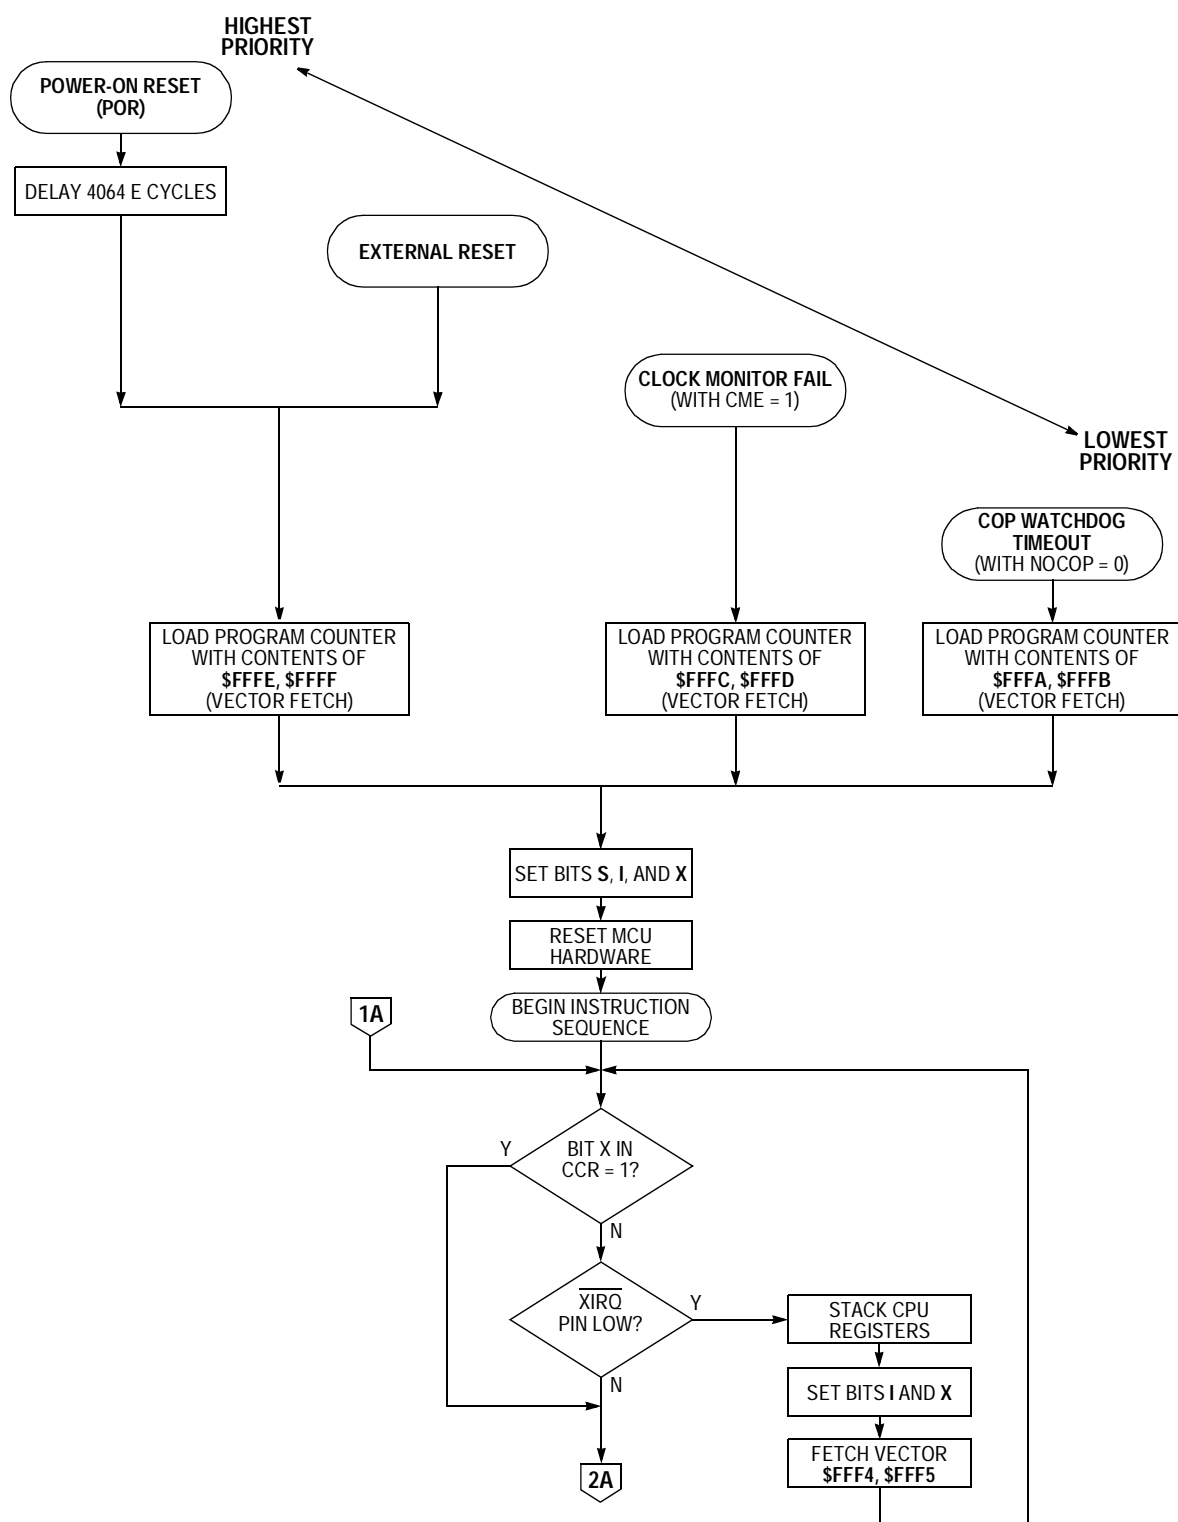 HIGHEST
PRIORITY
POWER-ON RESET
(POR)
DELAY 4064 E CYCLES
EXTERNAL RESET
CLOCK MONITOR FAIL
(WITH CME = 1)
LOWEST
PRIORITY
COP WATCHDOG
TIMEOUT
(WITH NOCOP = 0)
LOAD PROGRAM COUNTER
WITH CONTENTS OF
$FFFE, $FFFF
(VECTOR FETCH)
LOAD PROGRAM COUNTER
WITH CONTENTS OF
$FFFC, $FFFD
(VECTOR FETCH)
LOAD PROGRAM COUNTER
WITH CONTENTS OF
$FFFA, $FFFB
(VECTOR FETCH)
SET BITS S, I, AND X
RESET MCU
HARDWARE
1A
BEGIN INSTRUCTION
SEQUENCE
Y
BIT X IN
CCR = 1?
N
XIRQ
PIN LOW?
Y
STACK CPU
REGISTERS
N
SET BITS I AND X
FETCH VECTOR
$FFF4, $FFF5
2A